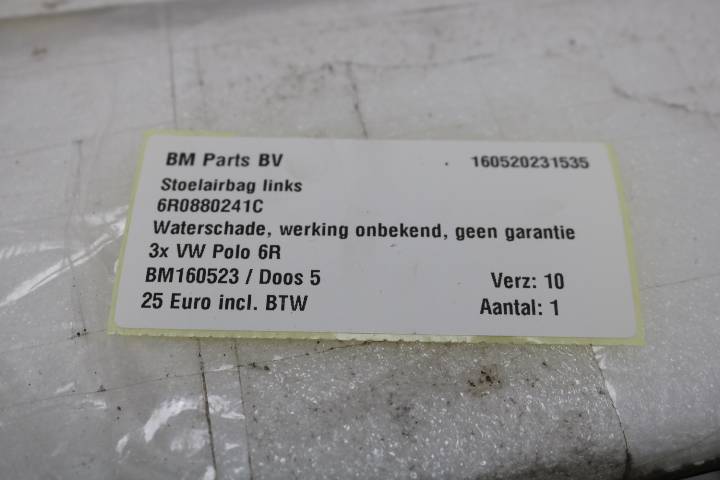 BM Parts BV 160520231535
Stoelairbag links
6R0880241C
Waterschade, werking onbekend, geen garantie
3x VW Polo 6R
BM160523 / Doos 5 Verz: 10
25 Euro incl. BTW Aantal: 1